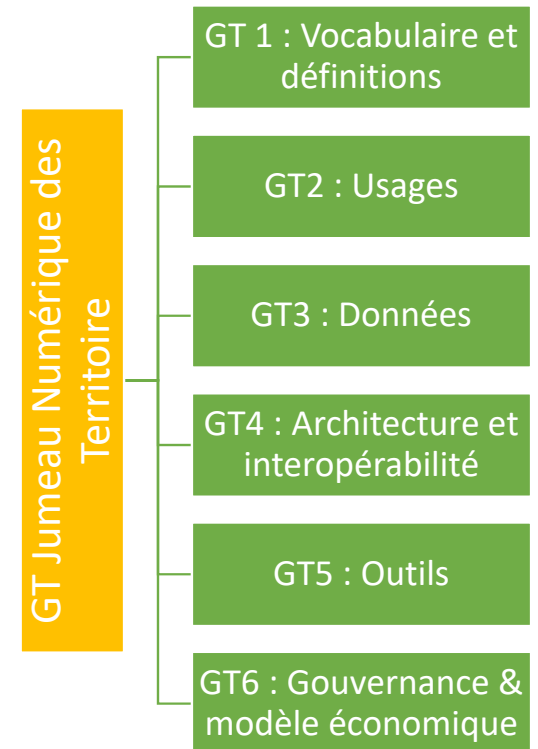 GT Jumeau Numérique des
Territoire
GT 1 : Vocabulaire et
définitions
GT2 : Usages
GT3 : Données
GT4 : Architecture et
interopérabilité
GT5 : Outils
GT6 : Gouvernance &
modèle économique